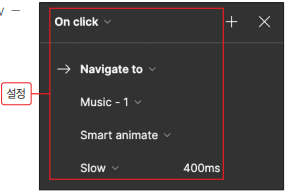 On click
Navigate to
설정
Music - 1
Smart animate
Slow 400ms